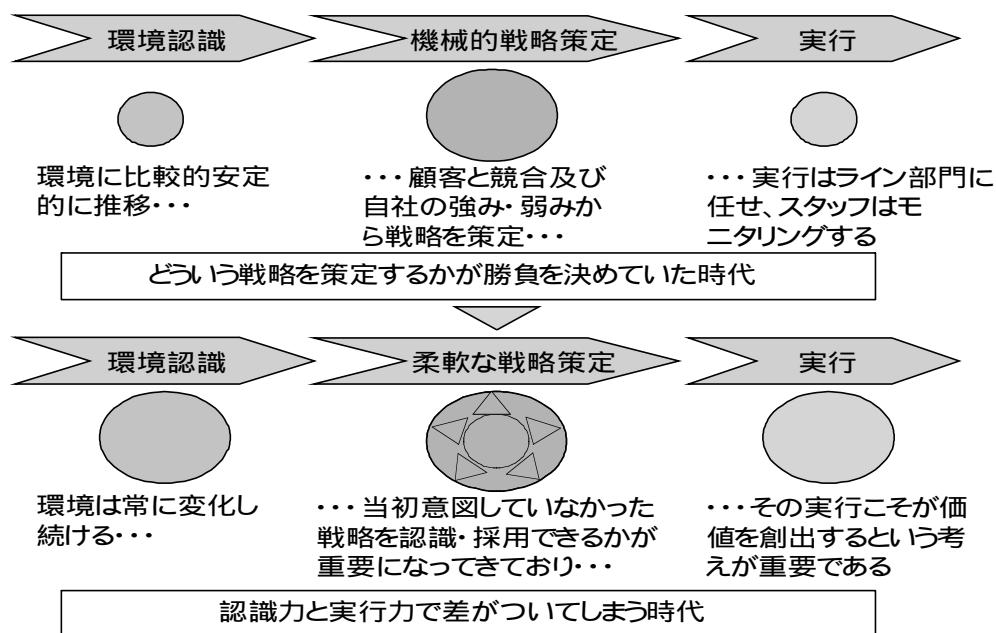 環境認識
機械的戦略策定
実行
環境に比較的安定
的に推移・・・
・・・顧客と競合及び
自社の強み・弱みか
ら戦略を策定・・・
・・・実行はライン部門に
任せ、スタッフはモ
ニタリングする
どういう戦略を策定するかが勝負を決めていた時代
環境認識
柔軟な戦略策定
実行
環境は常に変化し
続ける・・・
・・・当初意図していなかった
戦略を認識・採用できるかが
重要になってきており・・・
・・・その実行こそが価
値を創出するという考
えが重要である
認識力と実行力で差がついてしまう時代